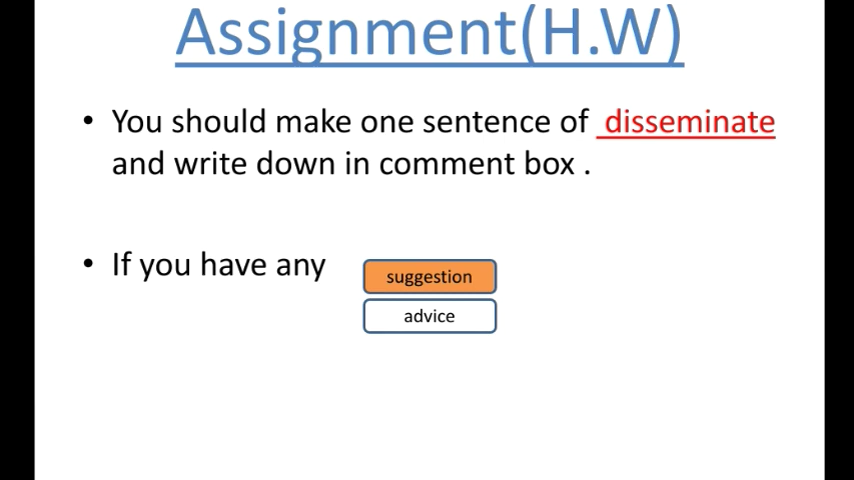 Assignment(H.W)
• You should make one sentence of disseminate
and write down in comment box .
• If you have any
suggestion
advice